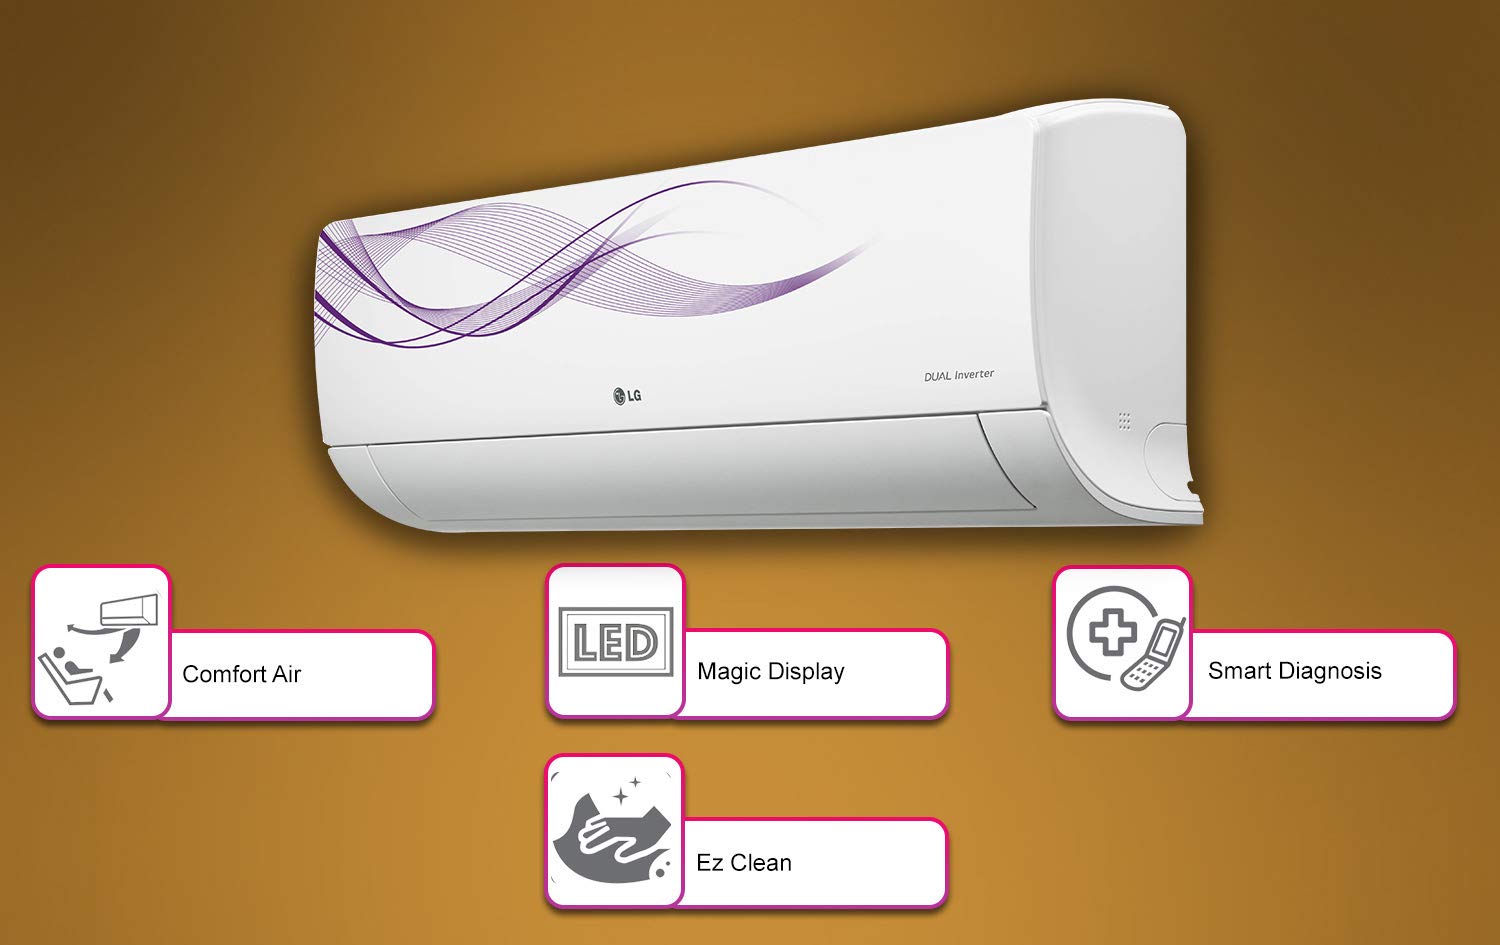 DUAL Inverter
LG
LED
Comfort Air
Magic Display
Smart Diagnosis
Ez Clean